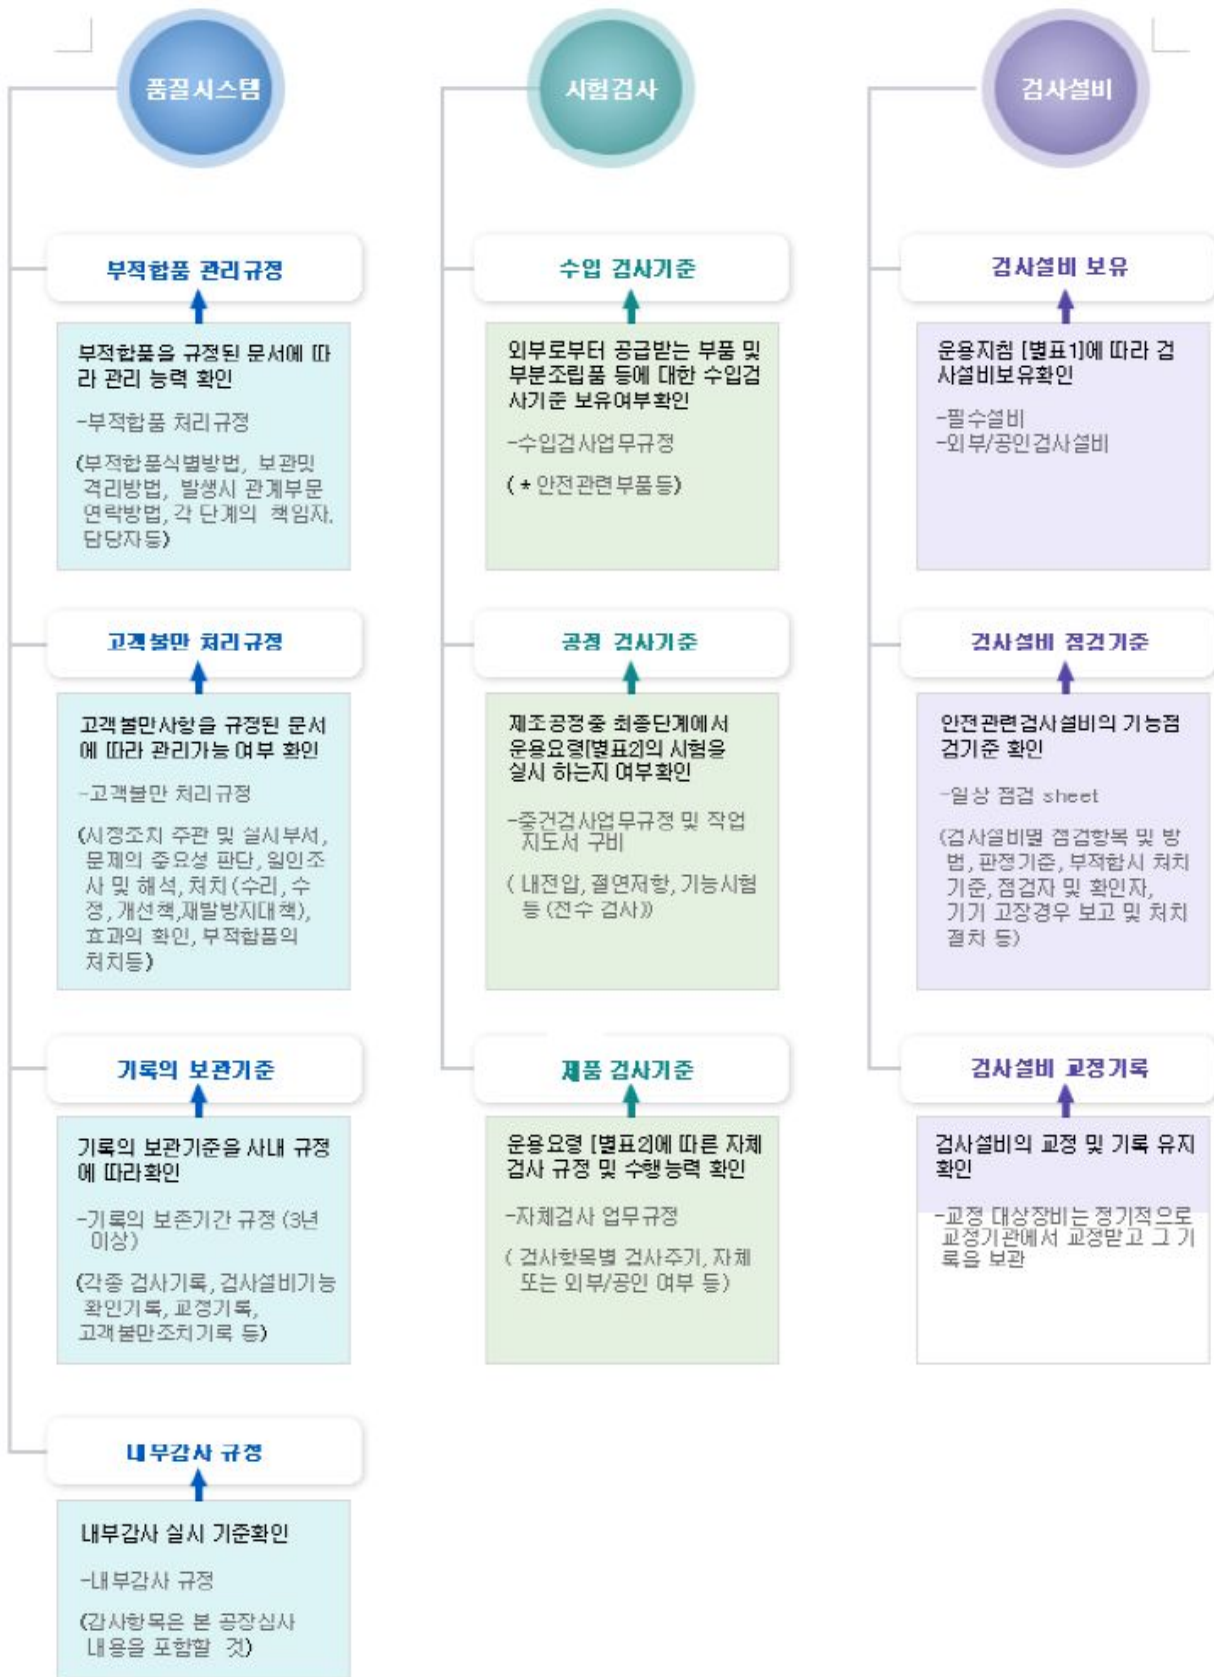 품질시스템
부적합품 관리규정
부적합품을 규정된 문서에 따
라 관리 능력 확인
-부적합품 처리규정
(부적합품식별방법, 보관및
격리방법, 발생시 관계부문
연락방법, 각 단계의 책임자,
담당자등)
고객불만 처리규정
고객불만사항을 규정된 문서
에 따라 관리가능 여부 확인
-고객불만 처리규정
(시정조치 주관 및 실시부서,
문제의 중요성 판단, 원인조
사 및 해석, 처치 (수리, 수
정, 개선책,재발방지대책),
효과의 확인, 부적합품의
처치등)
기록의 보관기준
기록의 보관기준을 사내 규정
에 따라확인
-기록의 보존기간 규정 (3년
이상)
(각종 검사기록, 검사설비기능
확인기록, 교정기록,
고객불만조치기록 등)
내부감사 규정
내부감사 실시 기준확인
-내부감사 규정
(감사항목은 본 공장심사
내용을 포함할 것)
시험검사
수입 검사기준
외부로부터 공급받는 부품 및
부분조립품 등에 대한 수입검
사기준 보유여부확인
-수입검사업무규정
( * 안전관련부품등)
공정 검사기준
제조공정중 최종단계에서
운용요령[별표2]의 시험을
실시 하는지 여부확인
-중건검사업무규정 및 작업
지도서 구비
( 내전압, 절연저항, 기능시험
등 (전수 검사))
제품 검사기준
운용요령 [별표2]에 따른 자체
검사 규정 및 수행능력 확인
-자체검사 업무규정
( 검사항목별 검사주기, 자체
또는 외부/공인 여부 등)
검사설비
검사설비 보유
운용지침 [별표1]에 따라 검
사설비보유확인
-필수설비
-외부/공인검사설비
검사설비 점검기준
안전관련검사설비의 기능점
검기준 확인
-일상 점검 sheet
(검사설비별 점검항목 및 방
법, 판정기준, 부적합시 처치
기준, 점검자 및 확인자,
기기 고장경우 보고 및 처치
절차 등)
검사설비 교정기록
검사설비의 교정 및 기록 유지
확인
-교정 대상장비는 정기적으로
교정기관에서 교정받고 그 기
록을 보관